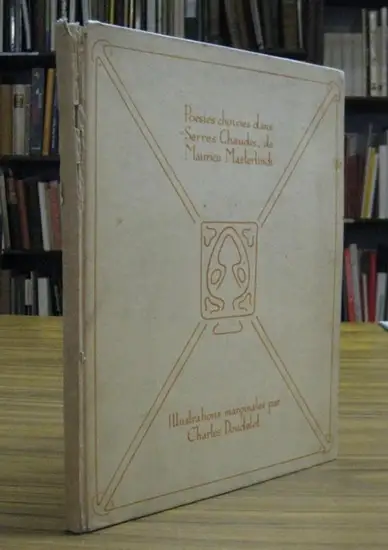 Poésies choisies dans
"Serres Chaudes" de
Maurice Maeterlinck
Illustrations marginales par
Charles Doudelet